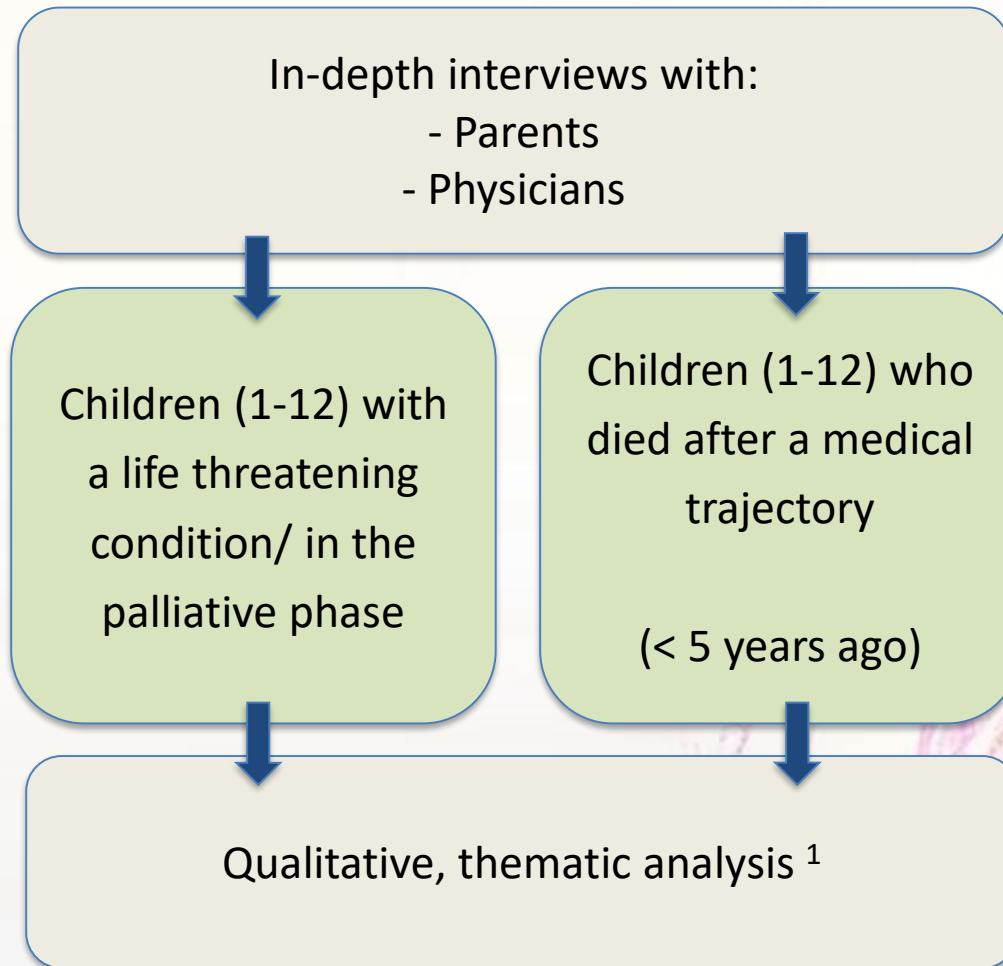 In-depth interviews with:
- Parents
- Physicians
Children (1-12) with
a life threatening
condition/ in the
palliative phase
Children (1-12) who
died after a medical
trajectory
(< 5 years ago)
Qualitative, thematic analysis ¹